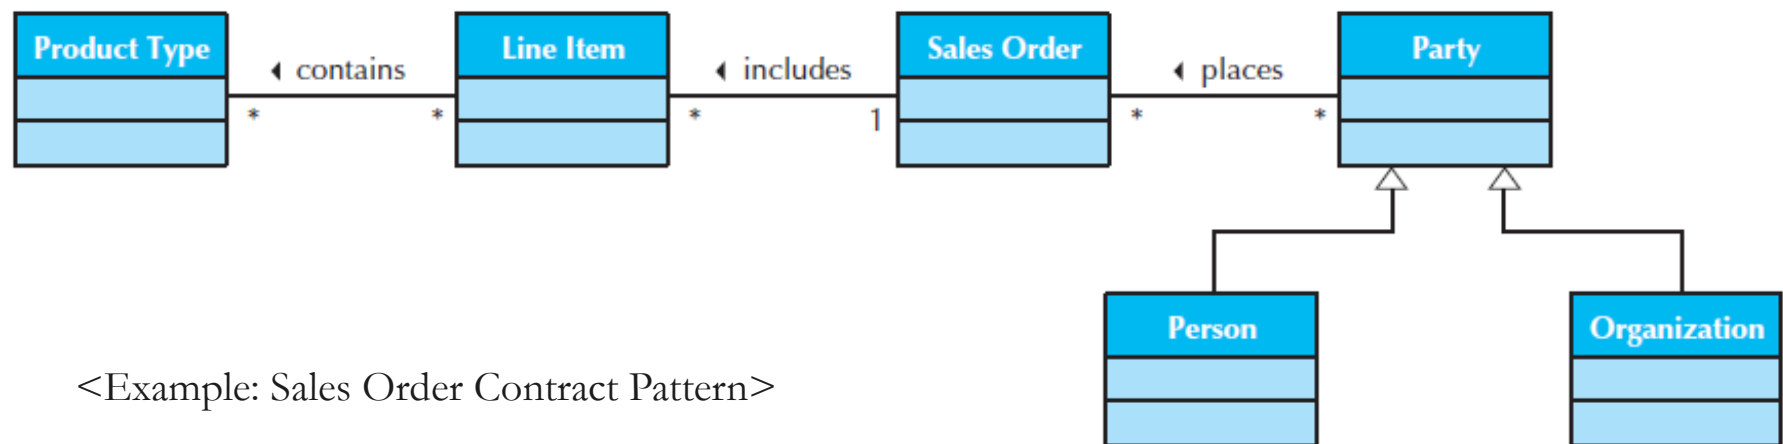 Product Type
◀ contains
*
*
Line Item
◀ includes
*
1
Sales Order
◀ places
*
*
Party
Person
Organization
<Example: Sales Order Contract Pattern>